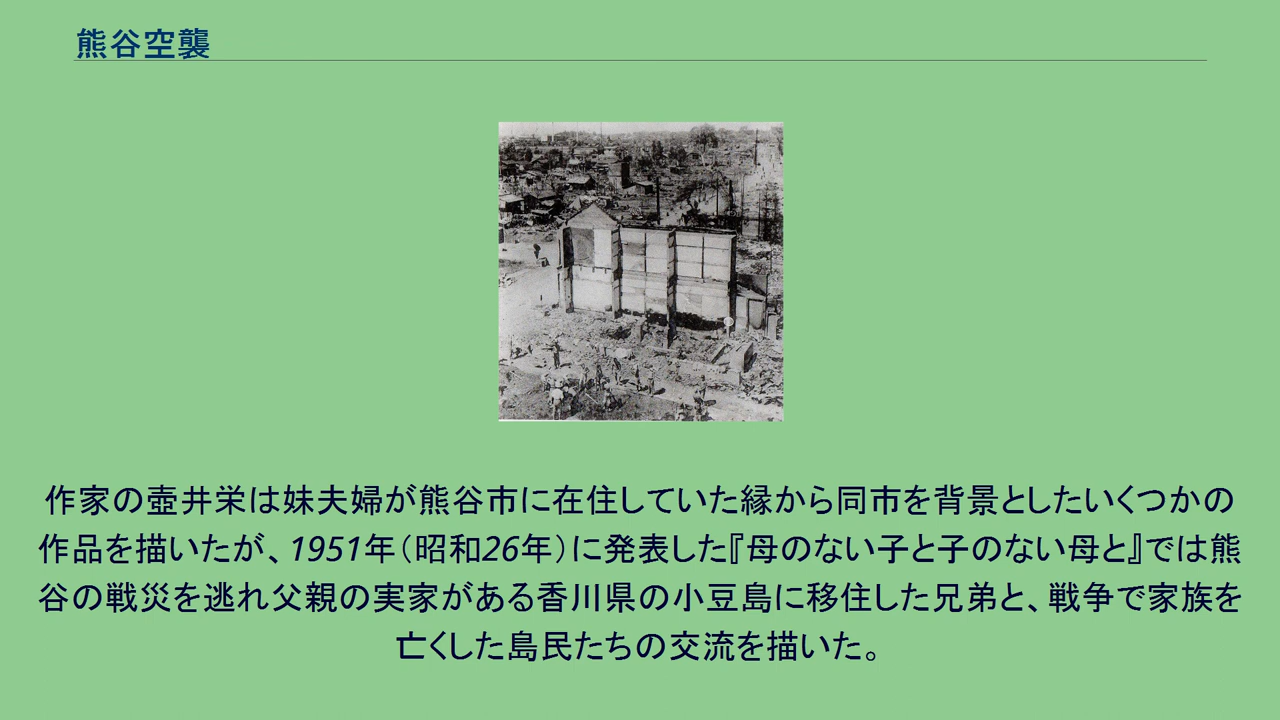 熊谷空襲
作家の壺井栄は妹夫婦が熊谷市に在住していた縁から同市を背景としたいくつかの
作品を描いたが、1951年（昭和26年）に発表した『母のない子と子のない母と』では熊
谷の戦災を逃れ父親の実家がある香川県の小豆島に移住した兄弟と、戦争で家族を
亡くした島民たちの交流を描いた。